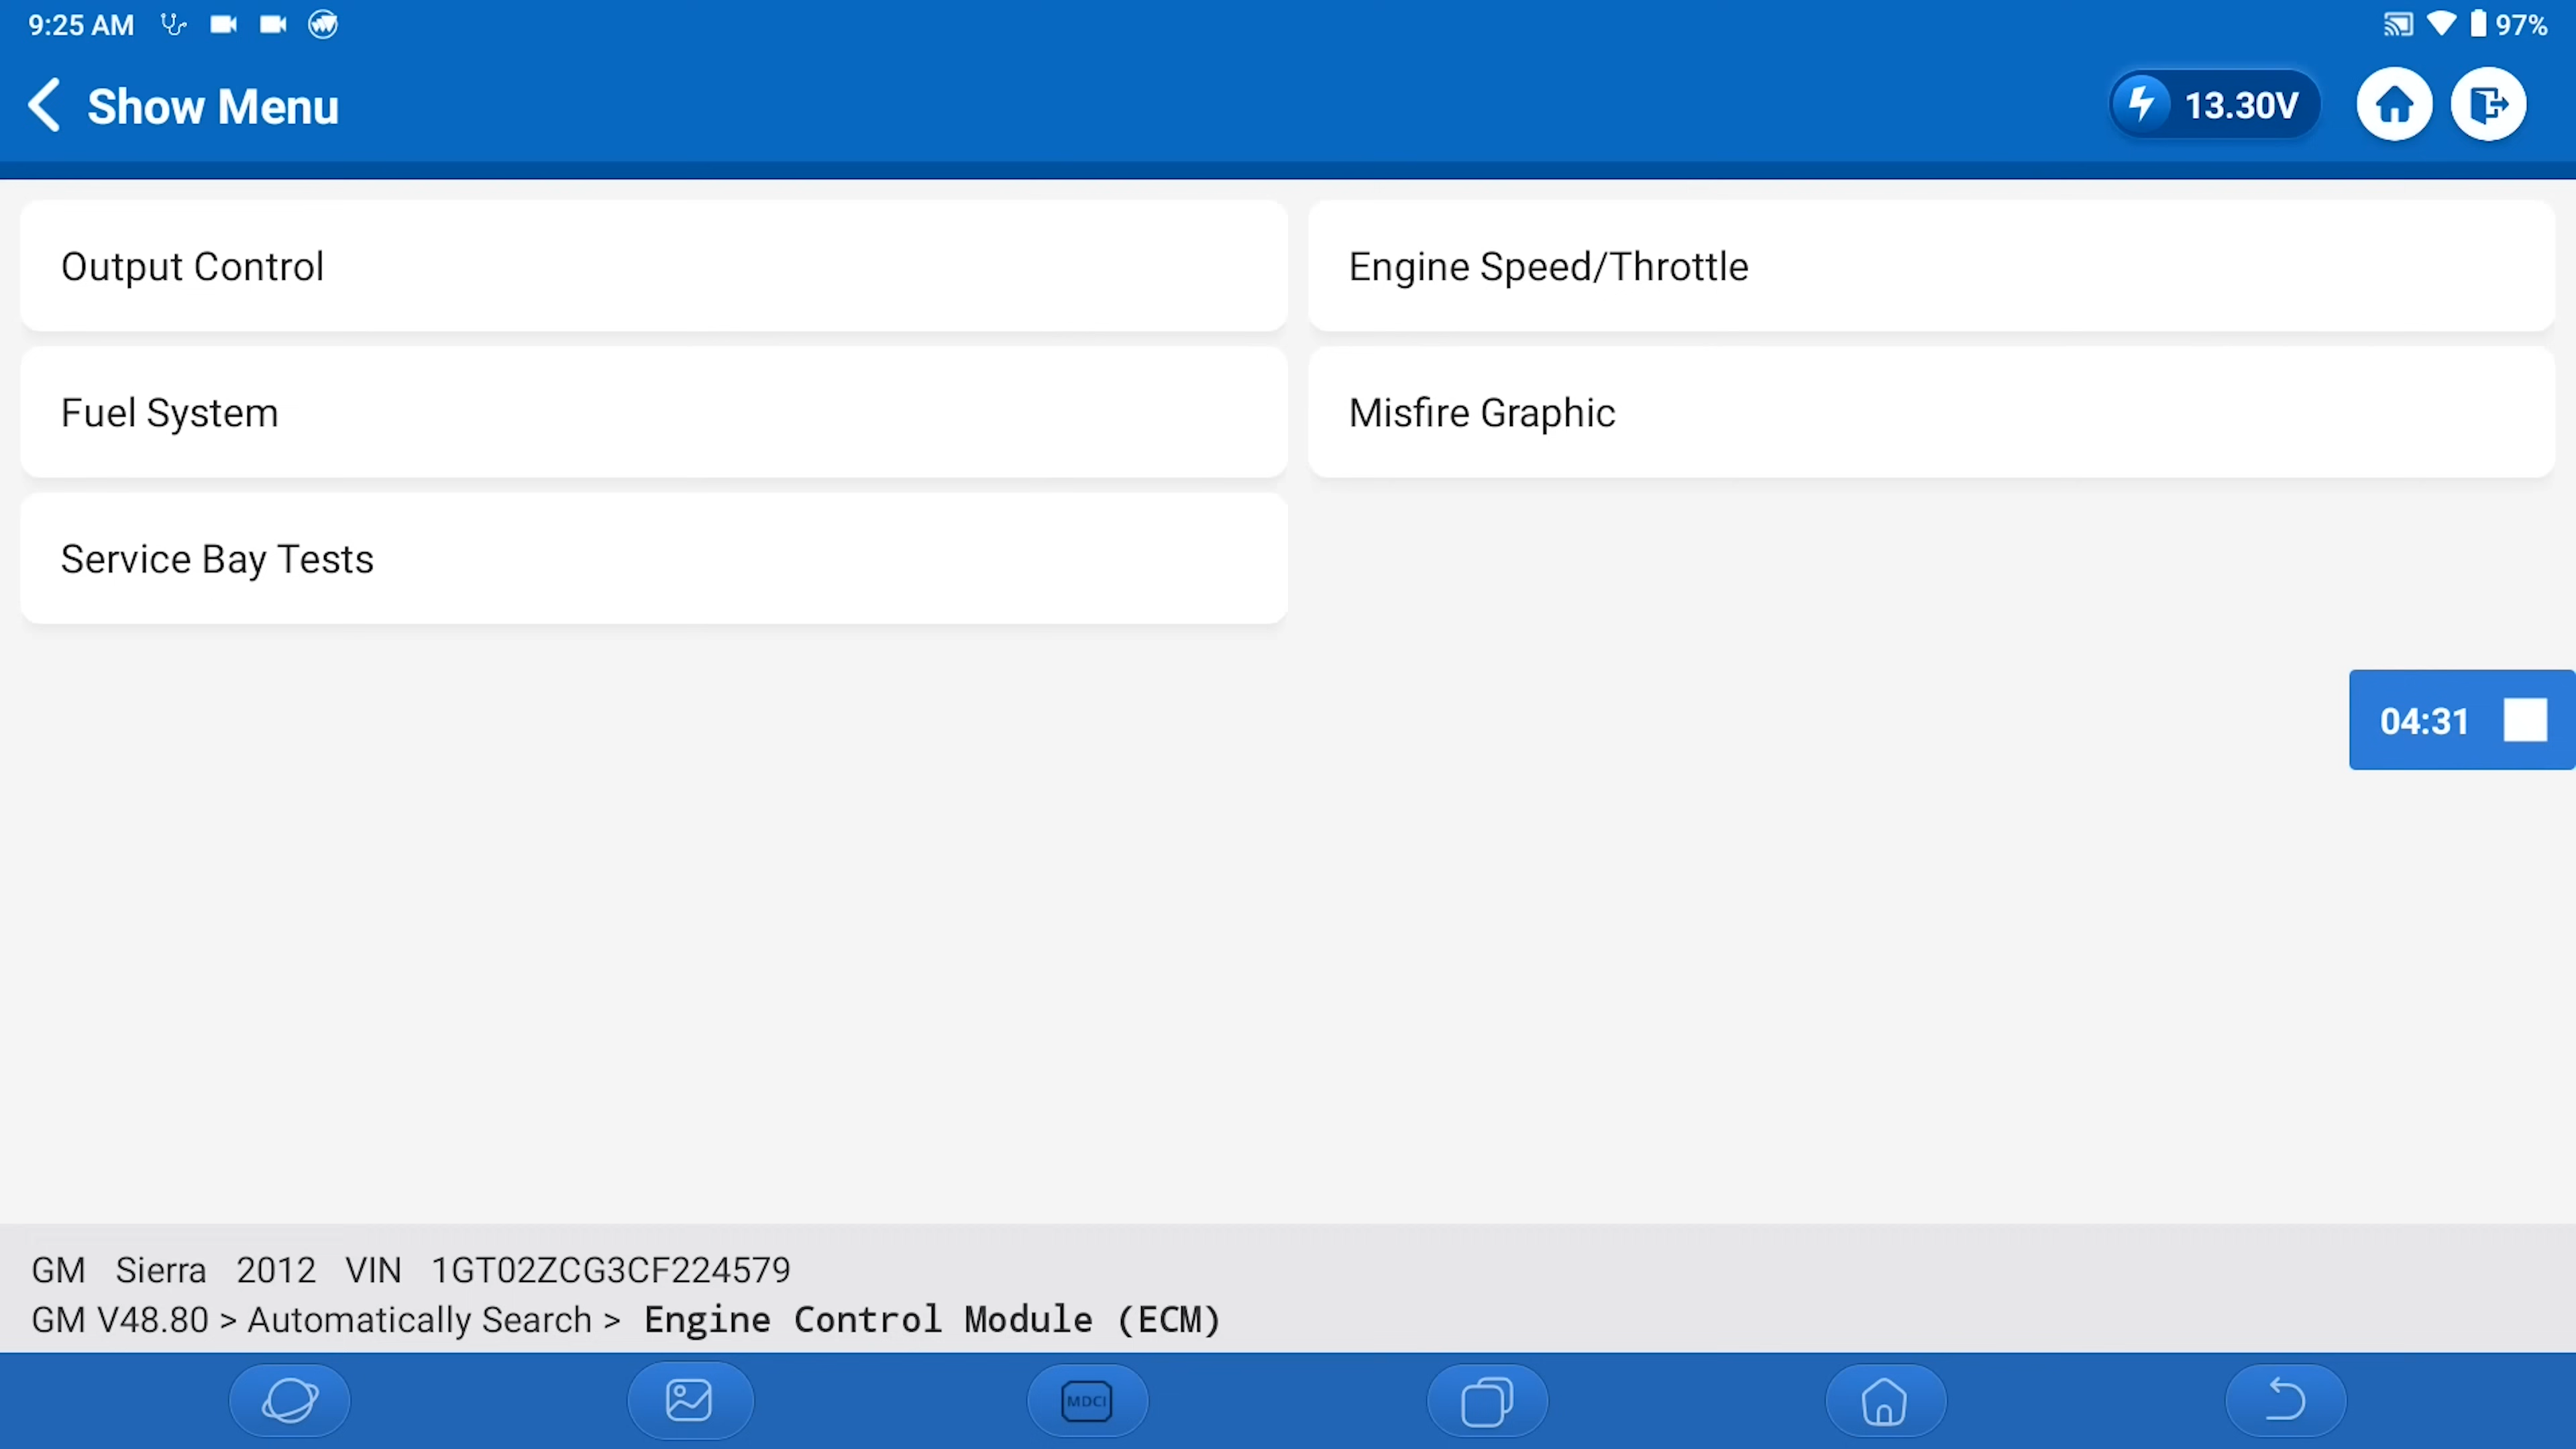 9:25 AM
97%
Show Menu
13.30V
Output Control
Engine Speed/Throttle
Fuel System
Misfire Graphic
Service Bay Tests
04:31
GM Sierra 2012 VIN 1GT02ZCG3CF224579
GM V48.80 > Automatically Search > Engine Control Module (ECM)
MDCI